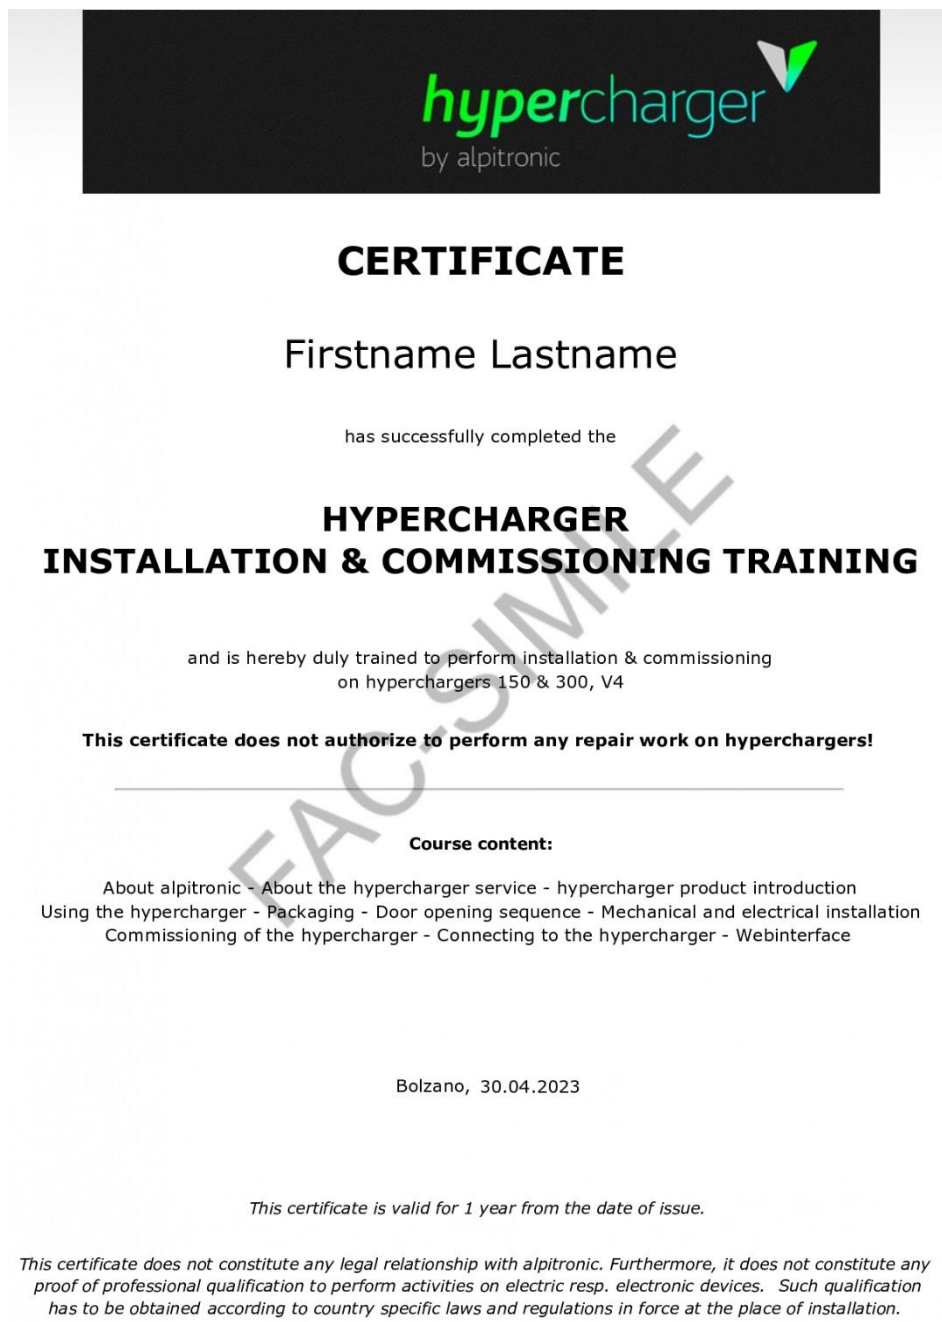 hypercharger
by alpitronic
CERTIFICATE
Firstname Lastname
has successfully completed the
HYPERCHARGER
INSTALLATION & COMMISSIONING TRAINING
and is hereby duly trained to perform installation & commissioning
on hyperchargers 150 & 300, V4
This certificate does not authorize to perform any repair work on hyperchargers!
FAC-SIMILE
Course content:
About alpitronic - About the hypercharger service - hypercharger product introduction
Using the hypercharger - Packaging - Door opening sequence - Mechanical and electrical installation
Commissioning of the hypercharger - Connecting to the hypercharger - Webinterface
Bolzano, 30.04.2023
This certificate is valid for 1 year from the date of issue.
This certificate does not constitute any legal relationship with alpitronic. Furthermore, it does not constitute any
proof of professional qualification to perform activities on electric resp. electronic devices. Such qualification
has to be obtained according to country specific laws and regulations in force at the place of installation.